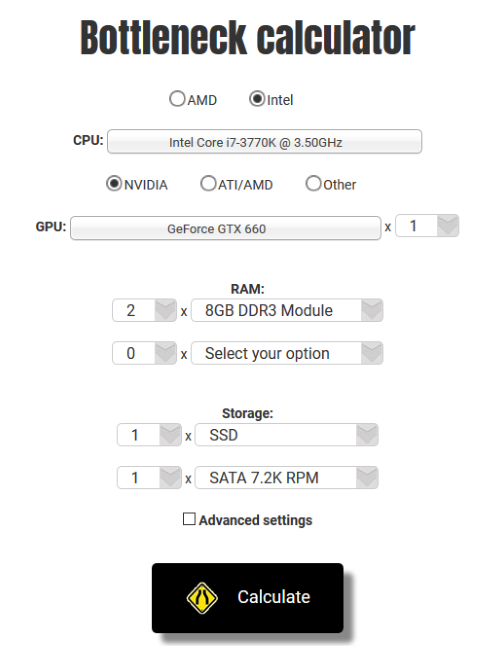 Bottleneck calculator
AMD Intel
CPU: Intel Core i7-3770K @ 3.50GHz
NVIDIA ATI/AMD Other
GPU: GeForce GTX 660 x 1
RAM:
2 x 8GB DDR3 Module
0 x Select your option
Storage:
1 x SSD
1 x SATA 7.2K RPM
Advanced settings
Calculate